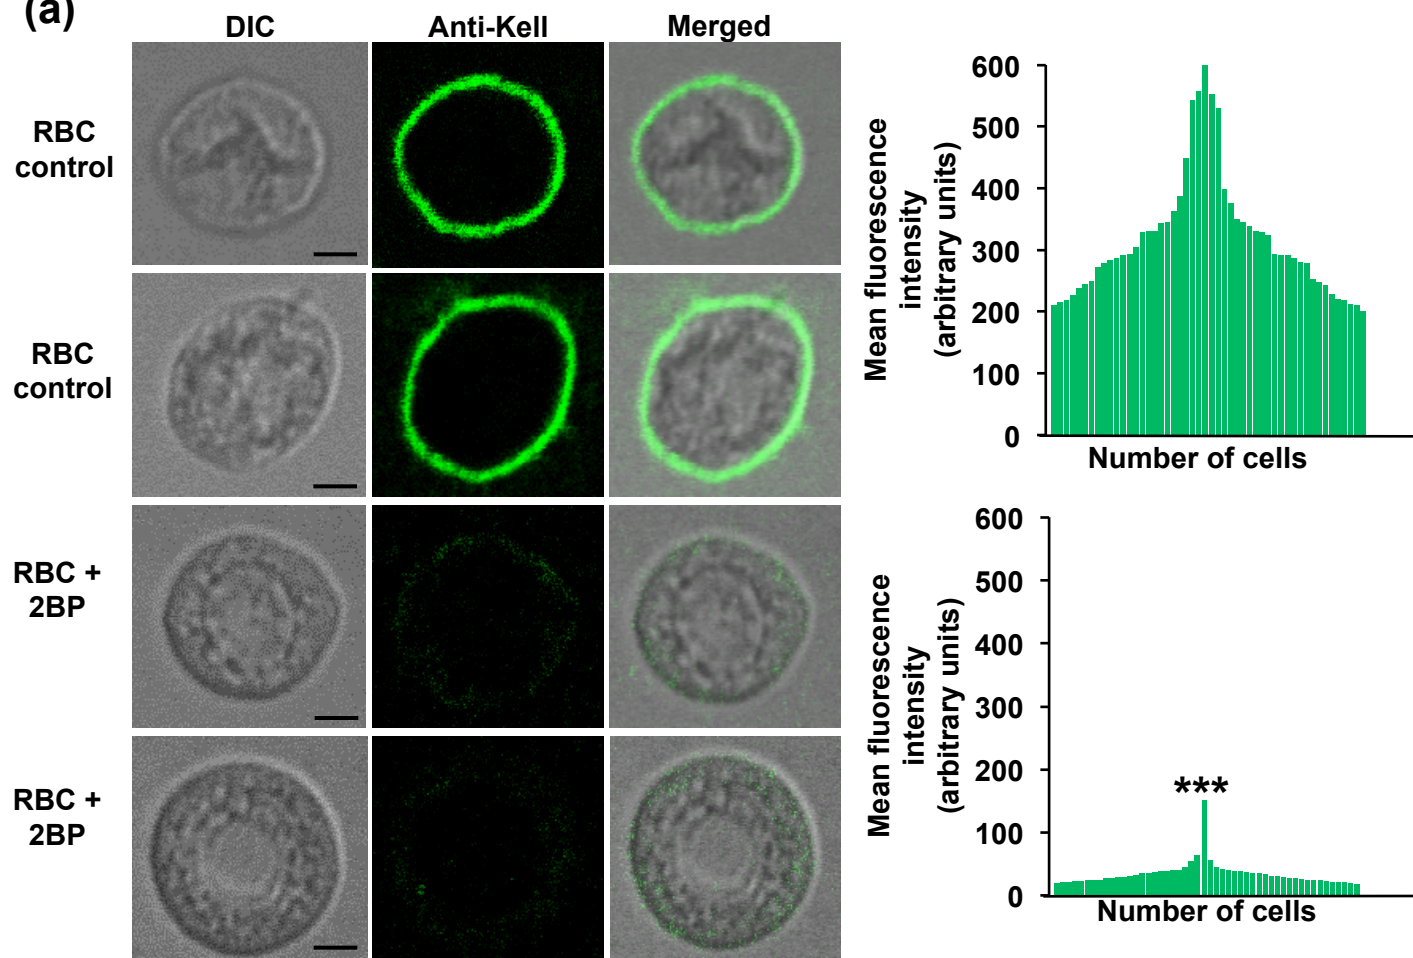 (a)
DIC
Anti-Kell
Merged
RBC
control
RBC
control
RBC +
2BP
RBC +
2BP
Mean fluorescence
intensity
(arbitrary units)
600
500
400
300
200
100
0
Number of cells
Mean fluorescence
intensity
(arbitrary units)
600
500
400
300
200
100
0
***
Number of cells